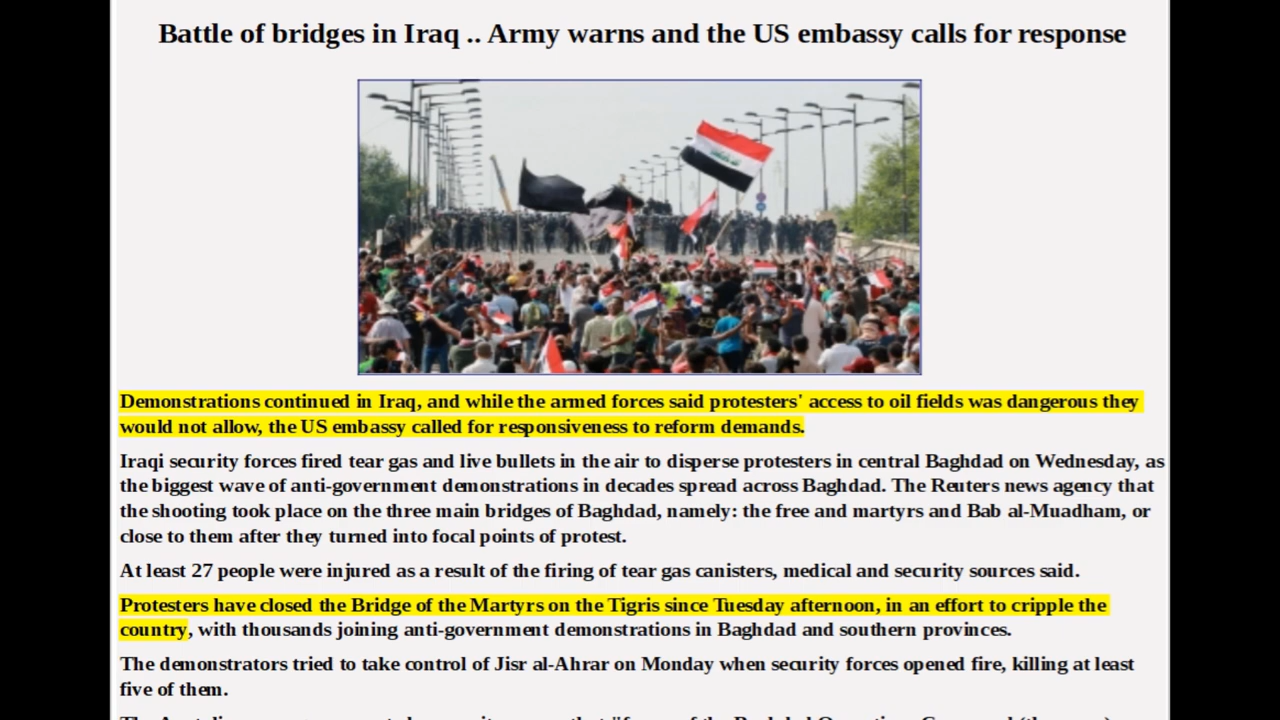 Battle of bridges in Iraq .. Army warns and the US embassy calls for response
Demonstrations continued in Iraq, and while the armed forces said protesters' access to oil fields was dangerous they
would not allow, the US embassy called for responsiveness to reform demands.
Iraqi security forces fired tear gas and live bullets in the air to disperse protesters in central Baghdad on Wednesday, as
the biggest wave of anti-government demonstrations in decades spread across Baghdad. The Reuters news agency that
the shooting took place on the three main bridges of Baghdad, namely: the free and martyrs and Bab al-Muadham, or
close to them after they turned into focal points of protest.
At least 27 people were injured as a result of the firing of tear gas canisters, medical and security sources said.
Protesters have closed the Bridge of the Martyrs on the Tigris since Tuesday afternoon, in an effort to cripple the
country, with thousands joining anti-government demonstrations in Baghdad and southern provinces.
The demonstrators tried to take control of Jisr al-Ahrar on Monday when security forces opened fire, killing at least
five of them.